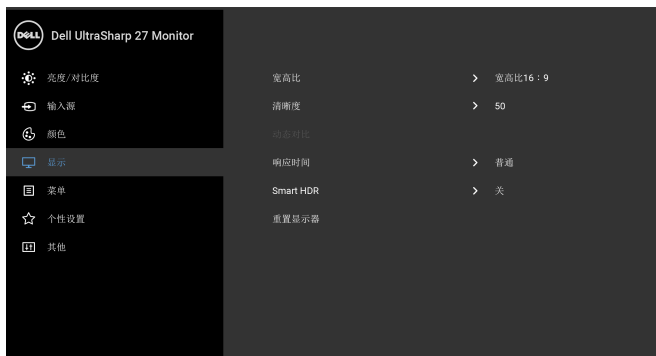 DELL Dell UltraSharp 27 Monitor
亮度/对比度
宽高比 宽高比16：9
输入源
清晰度 50
颜色
动态对比
显示
响应时间 普通
菜单
Smart HDR 关
个性设置
重置显示器
其他